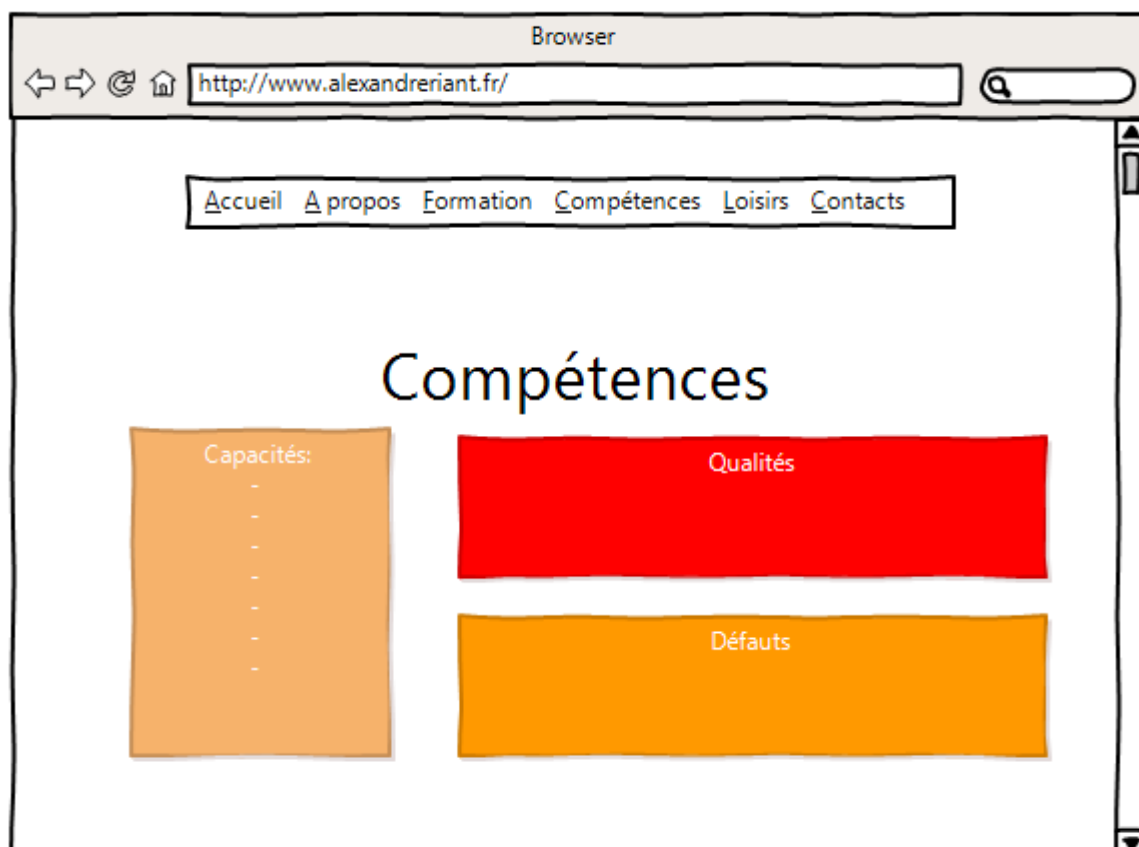 Browser
http://www.alexandreriant.fr/
Accueil A propos Formation Compétences Loisirs Contacts
Compétences
Capacités:
-
-
-
-
-
-
-
Qualités
Défauts